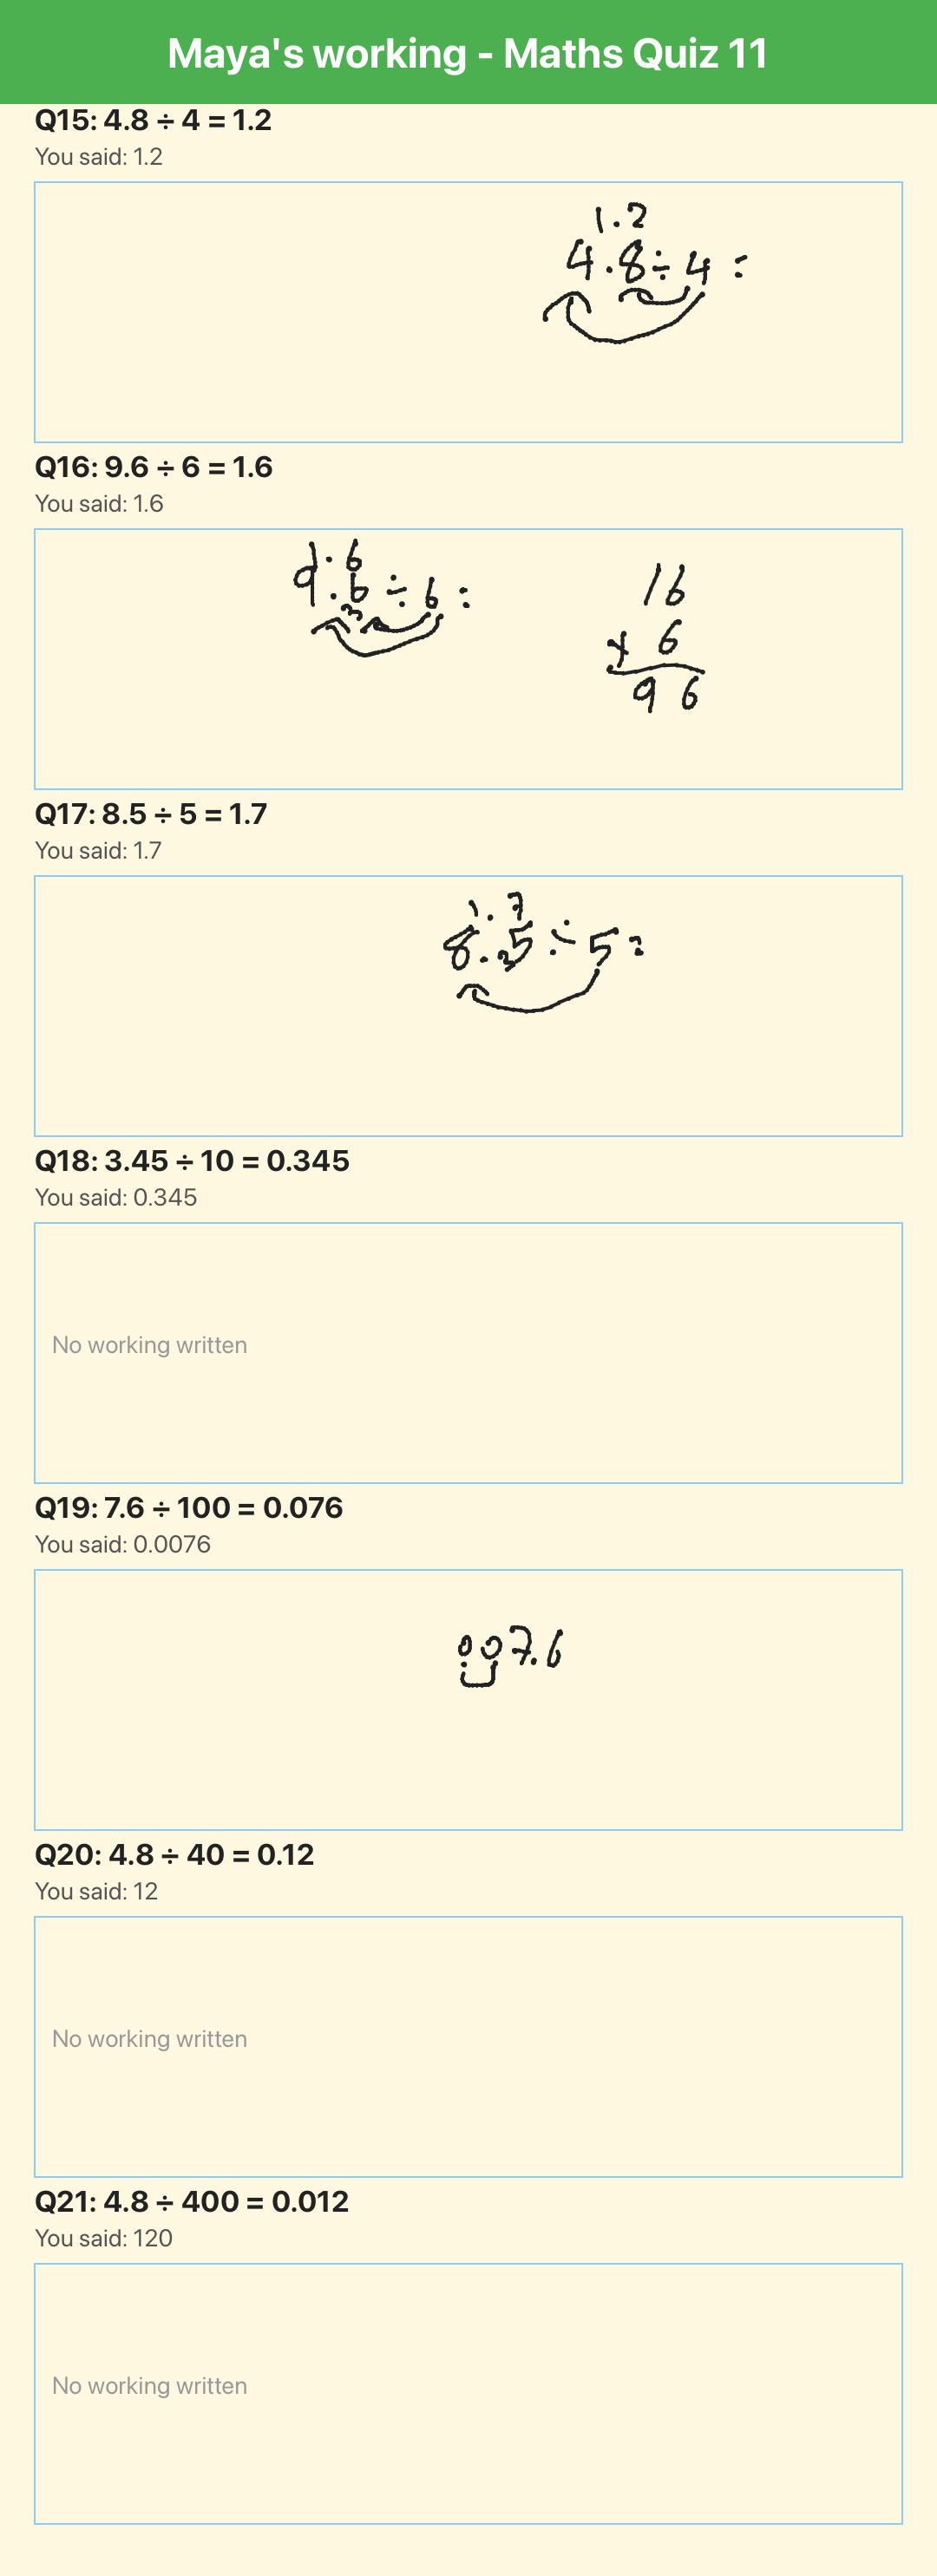 Maya's working - Maths Quiz 11
Q15: 4.8 ÷ 4 = 1.2
You said: 1.2
1.2
4.8 ÷ 4 =
Q16: 9.6 ÷ 6 = 1.6
You said: 1.6
1.6
9.6 ÷ 6 =
3
16
× 6
96
Q17: 8.5 ÷ 5 = 1.7
You said: 1.7
1.7
8.5 ÷ 5 =
3
Q18: 3.45 ÷ 10 = 0.345
You said: 0.345
No working written
Q19: 7.6 ÷ 100 = 0.076
You said: 0.0076
007.6
Q20: 4.8 ÷ 40 = 0.12
You said: 12
No working written
Q21: 4.8 ÷ 400 = 0.012
You said: 120
No working written